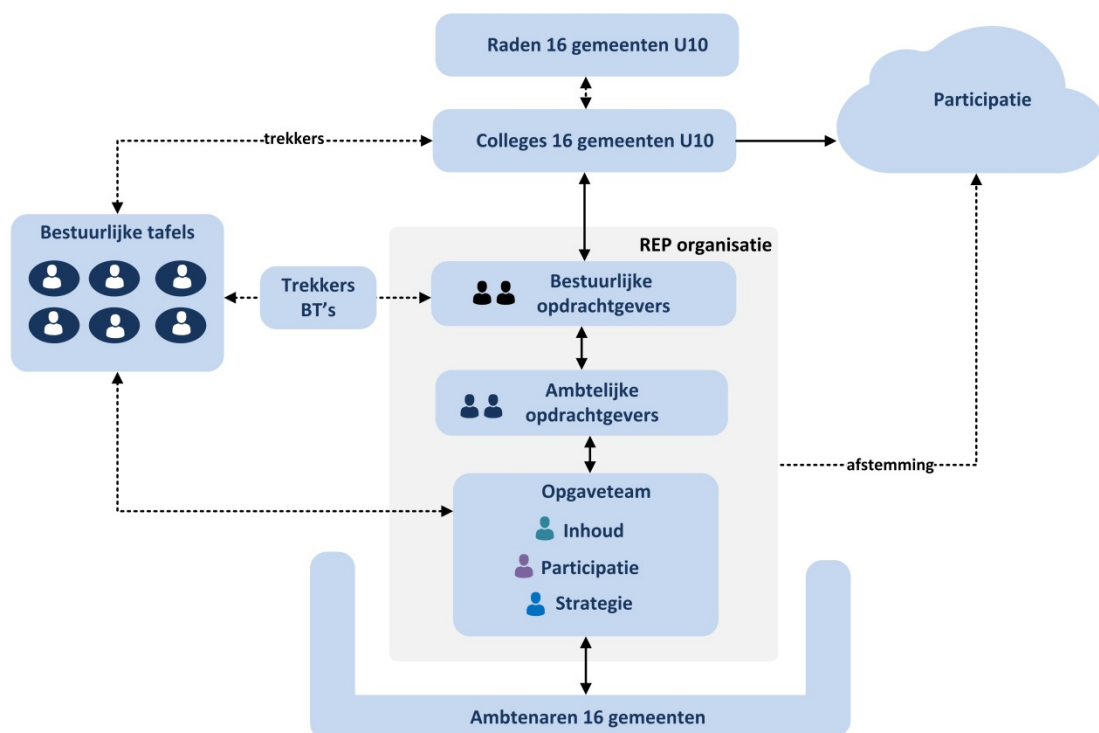 Raden 16 gemeenten U10
Participatie
trekkers
Colleges 16 gemeenten U10
Bestuurlijke tafels
REP organisatie
Trekkers
BT's
Bestuurlijke
opdrachtgevers
Ambtelijke
opdrachtgevers
afstemming
Opgaveteam
Inhoud
Participatie
Strategie
Ambtenaren 16 gemeenten